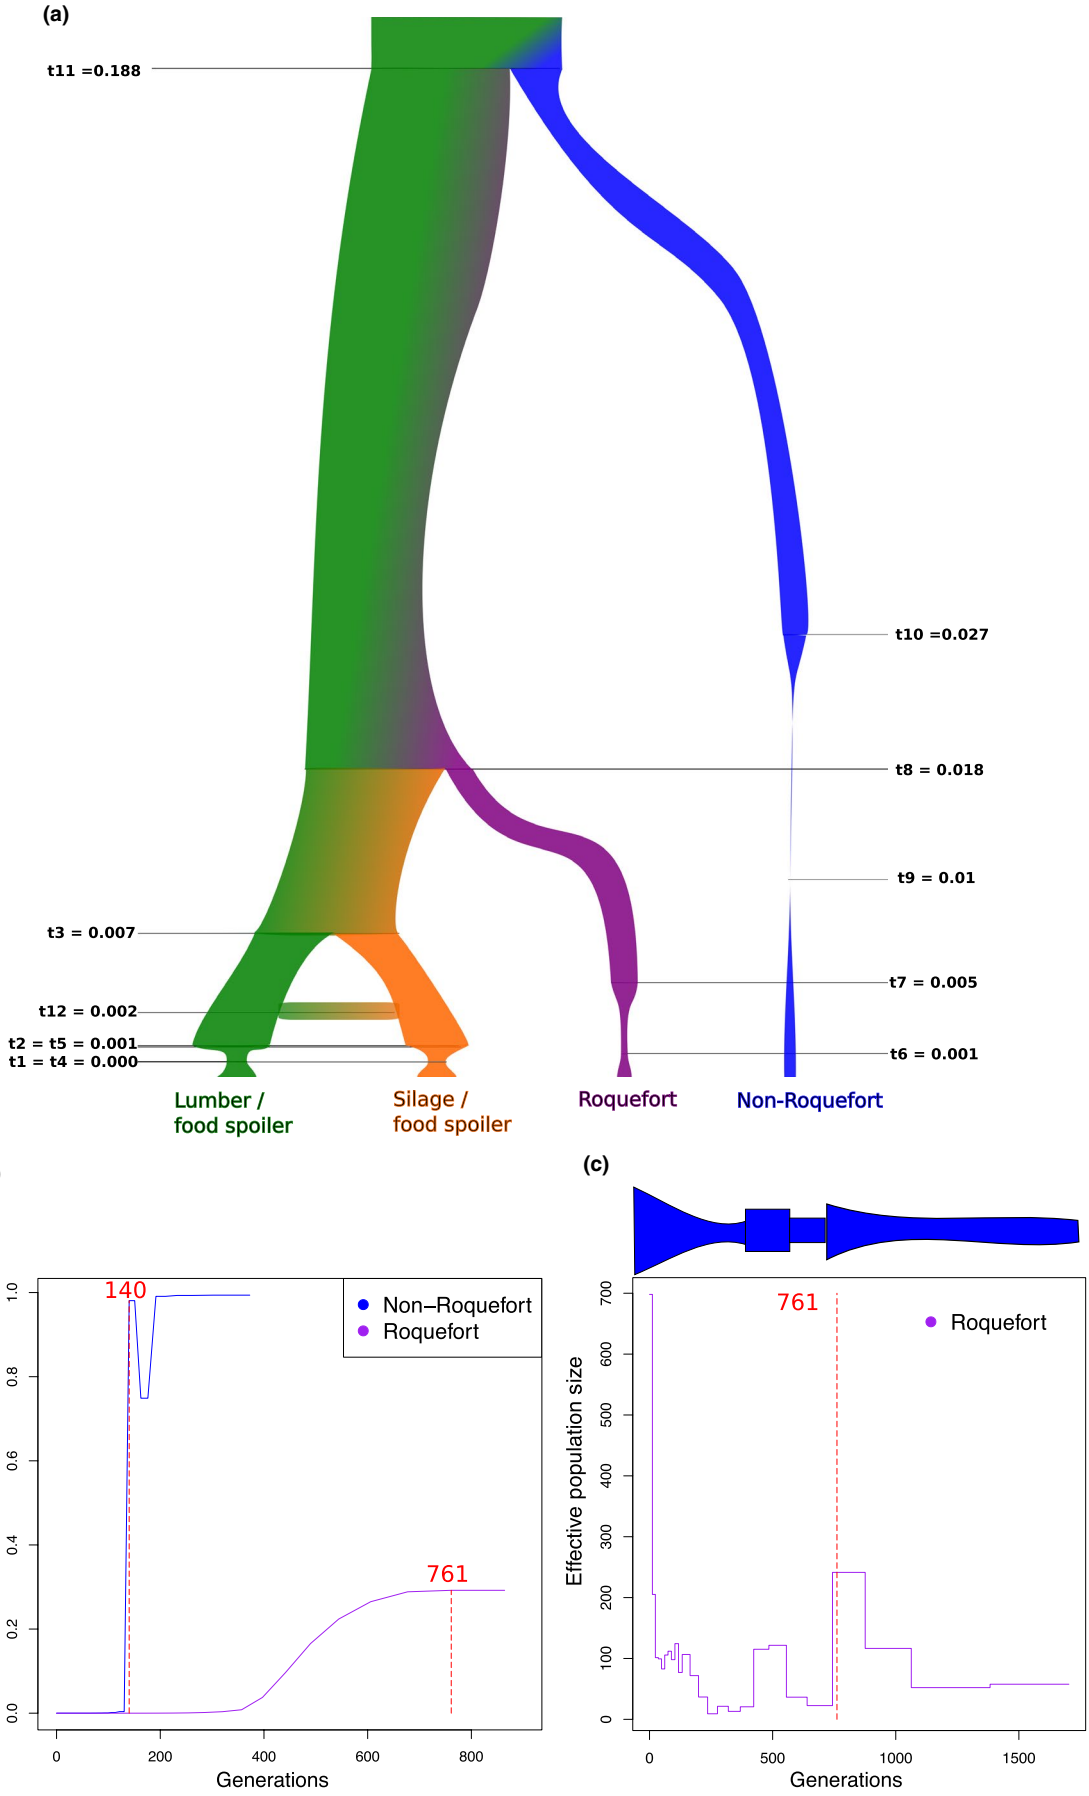 (a)
t11 =0.188
t10 =0.027
t8 = 0.018
t9 = 0.01
t3 = 0.007
t7 = 0.005
t12 = 0.002
t2 = t5 = 0.001
t6 = 0.001
t1 = t4 = 0.000
Lumber /
food spoiler
Silage /
food spoiler
Roquefort
Non-Roquefort
140
Non−Roquefort
Roquefort
761
1.0
0.8
0.6
0.4
0.2
0.0
0 200 400 600 800
Generations
(c)
761
Roquefort
Effective population size
700
600
500
400
300
200
100
0
0 500 1000 1500
Generations